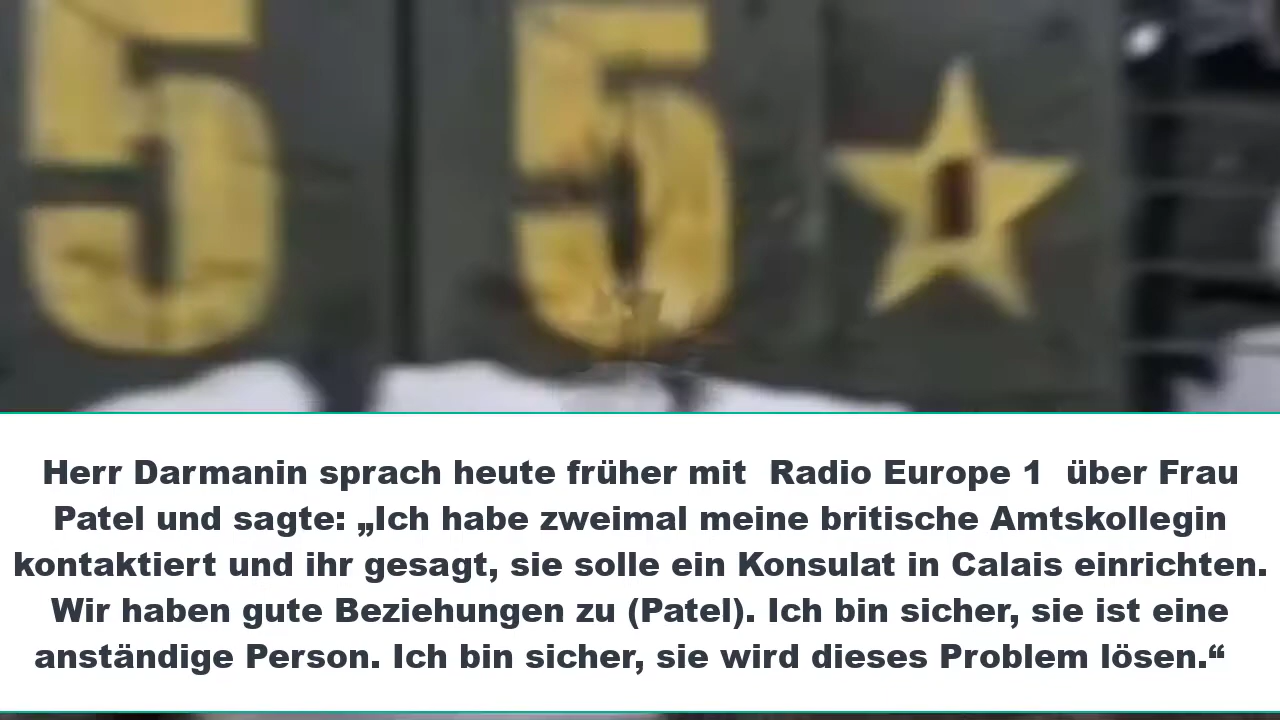 5 5
Herr Darmanin sprach heute früher mit Radio Europe 1 über Frau
Patel und sagte: „Ich habe zweimal meine britische Amtskollegin
kontaktiert und ihr gesagt, sie solle ein Konsulat in Calais einrichten.
Wir haben gute Beziehungen zu (Patel). Ich bin sicher, sie ist eine
anständige Person. Ich bin sicher, sie wird dieses Problem lösen.“